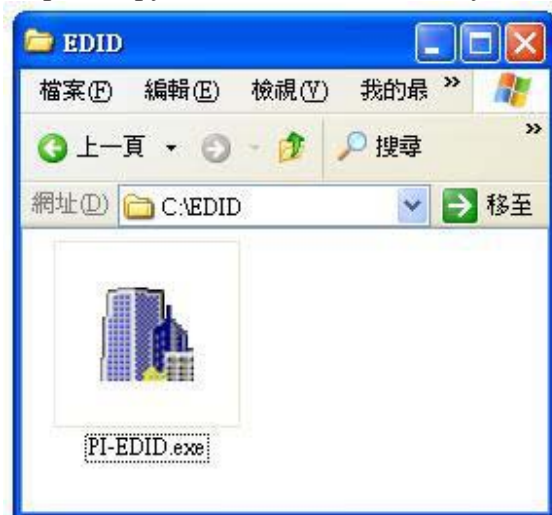 EDID
檔案(F) 編輯(E) 檢視(V) 我的最 »
上一頁 搜尋 »
網址(D) C:\EDID 移至
PI-EDID.exe